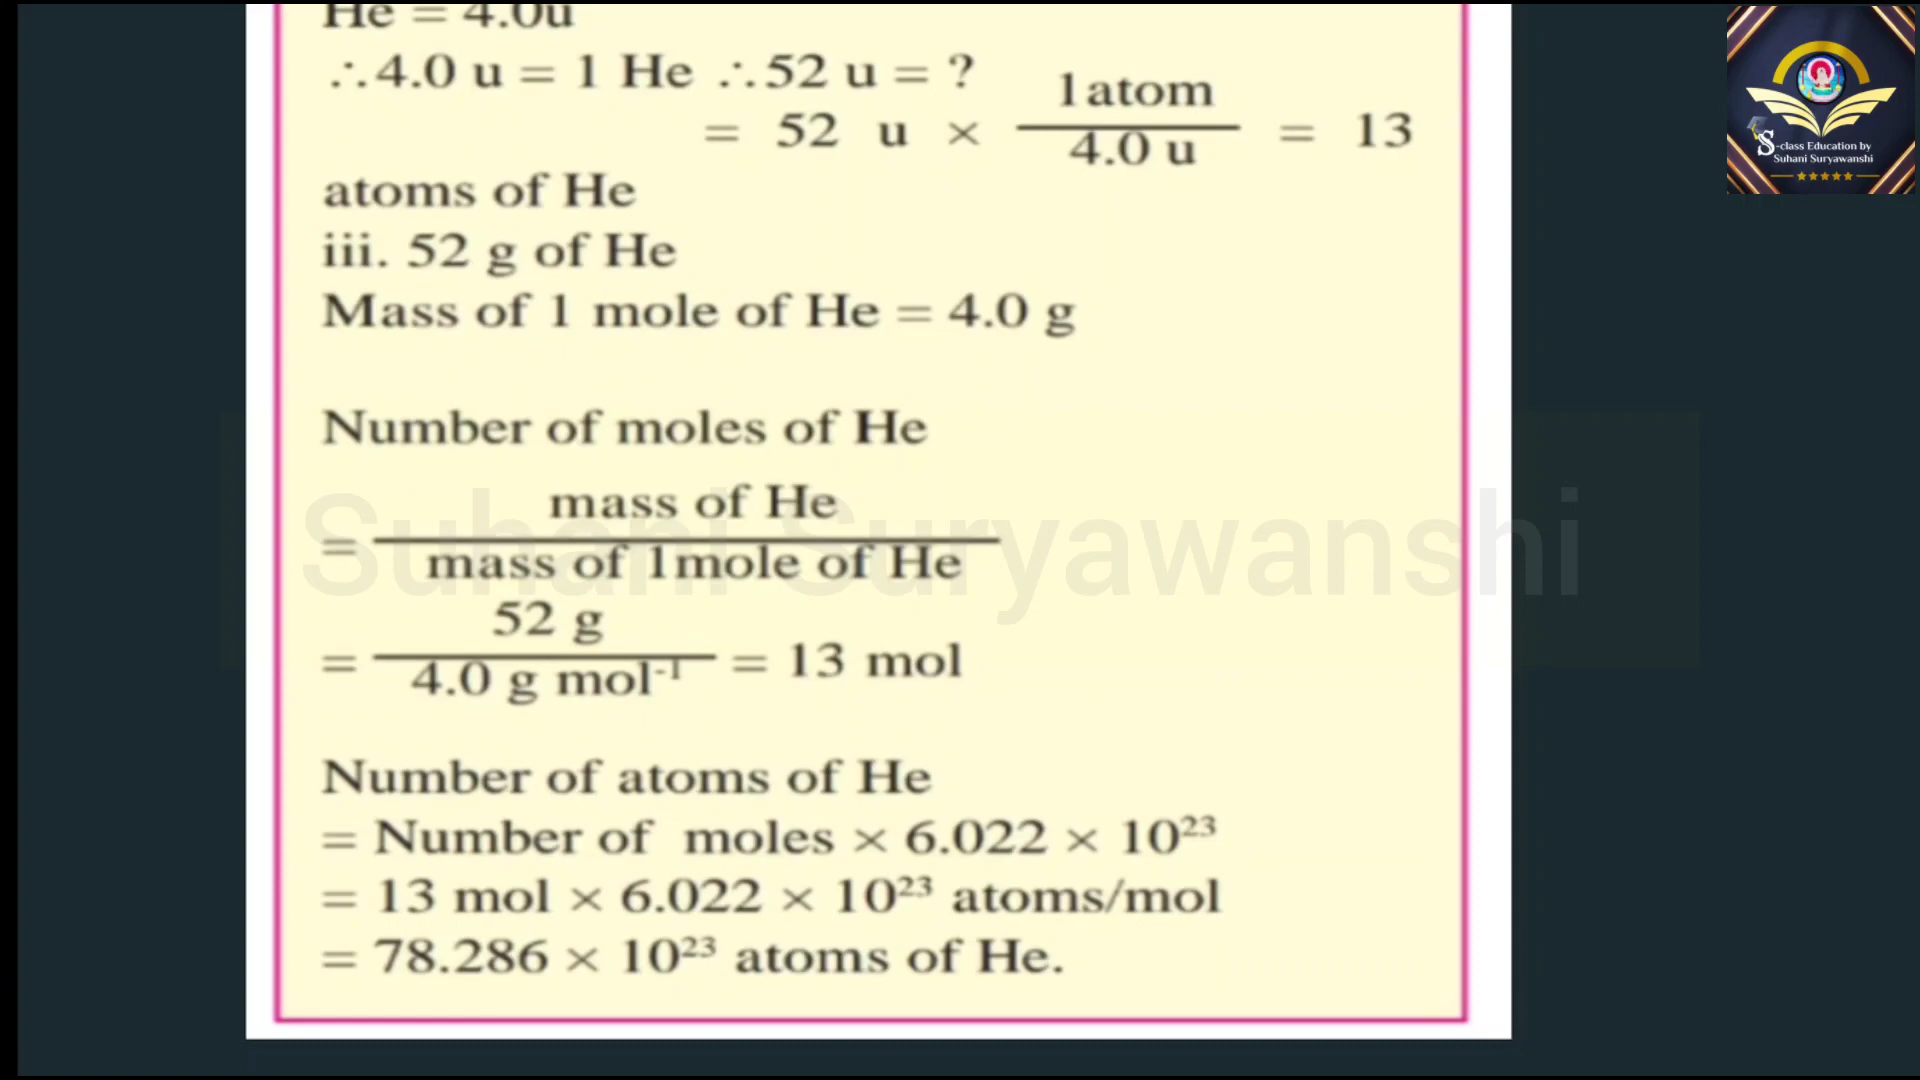 He = 4.0u
∴4.0 u = 1 He ∴52 u = ?
= 52 u × 1atom / 4.0 u = 13
atoms of He
iii. 52 g of He
Mass of 1 mole of He = 4.0 g
Number of moles of He
= mass of He / mass of 1mole of He
= 52 g / 4.0 g mol⁻¹ = 13 mol
Number of atoms of He
= Number of moles × 6.022 × 10²³
= 13 mol × 6.022 × 10²³ atoms/mol
= 78.286 × 10²³ atoms of He.
Suhani Suryawanshi
S-class Education by
Suhani Suryawanshi